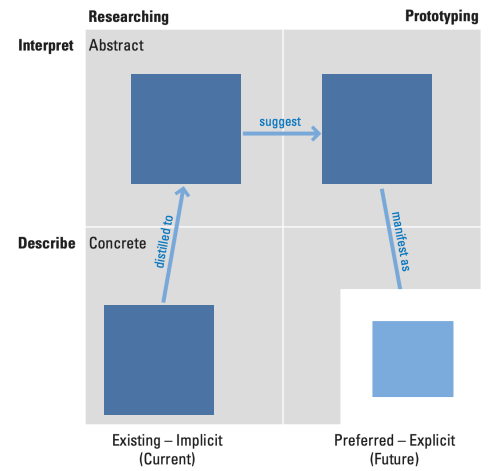 Researching
Prototyping
Interpret
Abstract
suggest
distilled to
manifest as
Describe
Concrete
Existing – Implicit
(Current)
Preferred – Explicit
(Future)